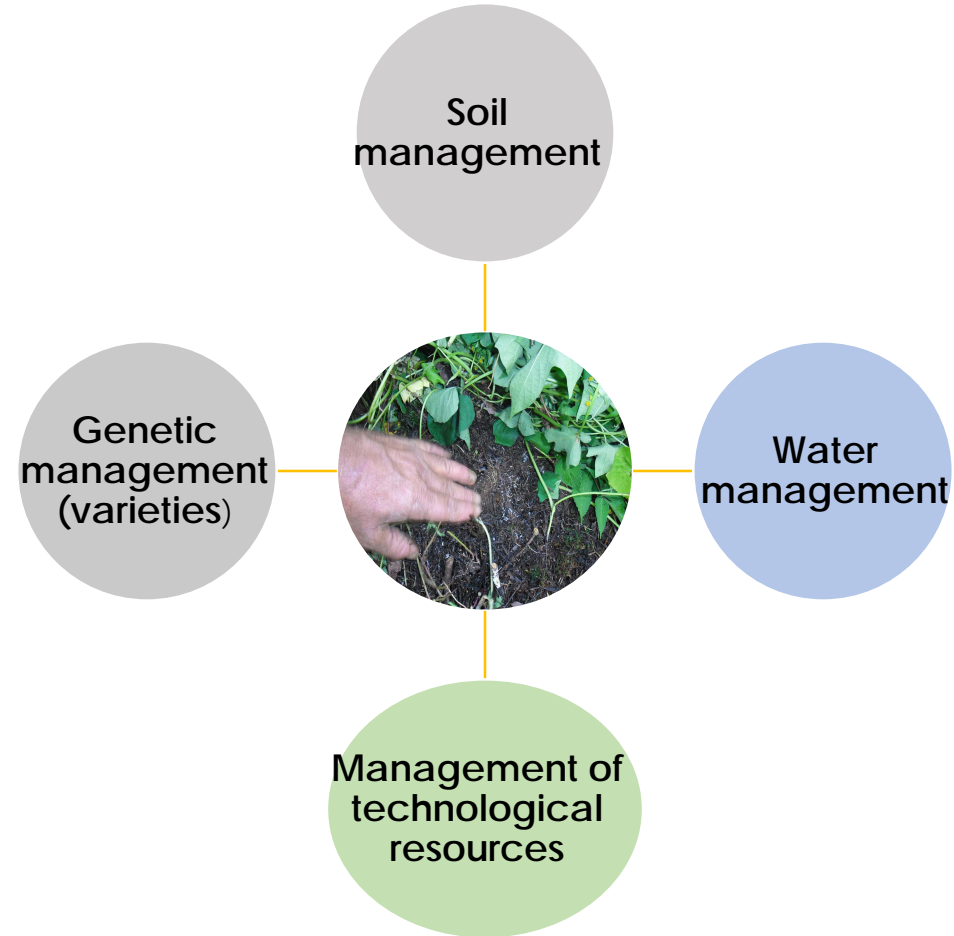 Soil
management
Genetic
management
(varieties)
Water
management
Management of
technological
resources